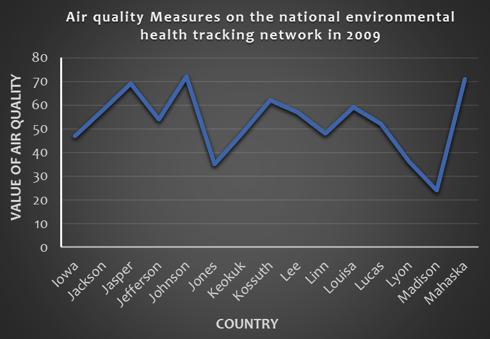 Air quality Measures on the national environmental
health tracking network in 2009
VALUE OF AIR QUALITY
80
70
60
50
40
30
20
10
0
Iowa
Jackson
Jasper
Jefferson
Johnson
Jones
Keokuk
Kossuth
Lee
Linn
Louisa
Lucas
Lyon
Madison
Mahaska
COUNTRY